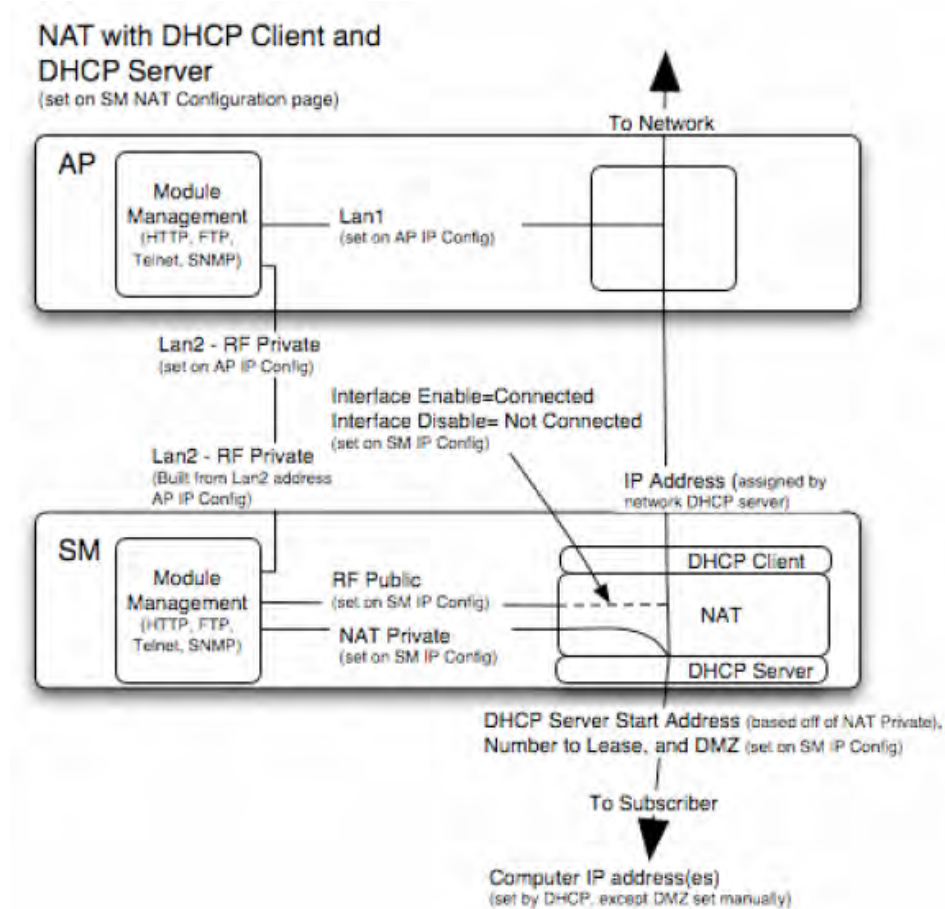 NAT with DHCP Client and
DHCP Server
(set on SM NAT Configuration page)
To Network
AP
Module
Management
(HTTP, FTP,
Telnet, SNMP)
Lan1
(set on AP IP Config)
Lan2 - RF Private
(set on AP IP Config)
Interface Enable=Connected
Interface Disable= Not Connected
(set on SM IP Config)
Lan2 - RF Private
(Built from Lan2 address
AP IP Config)
IP Address (assigned by
network DHCP server)
SM
Module
Management
(HTTP, FTP,
Telnet, SNMP)
RF Public
(set on SM IP Config)
NAT Private
(set on SM IP Config)
DHCP Client
NAT
DHCP Server
DHCP Server Start Address (based off of NAT Private),
Number to Lease, and DMZ (set on SM IP Config)
To Subscriber
Computer IP address(es)
(set by DHCP, except DMZ set manually)